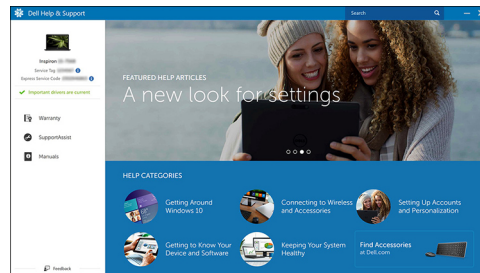 Dell Help & Support
Search
Inspiron
Service Tag
Express Service Code
Important drivers are current
Warranty
SupportAssist
Manuals
Feedback
FEATURED HELP ARTICLES
A new look for settings
HELP CATEGORIES
Getting Around
Windows 10
Connecting to Wireless
and Accessories
Setting Up Accounts
and Personalization
Getting to Know Your
Device and Software
Keeping Your System
Healthy
Find Accessories
at Dell.com